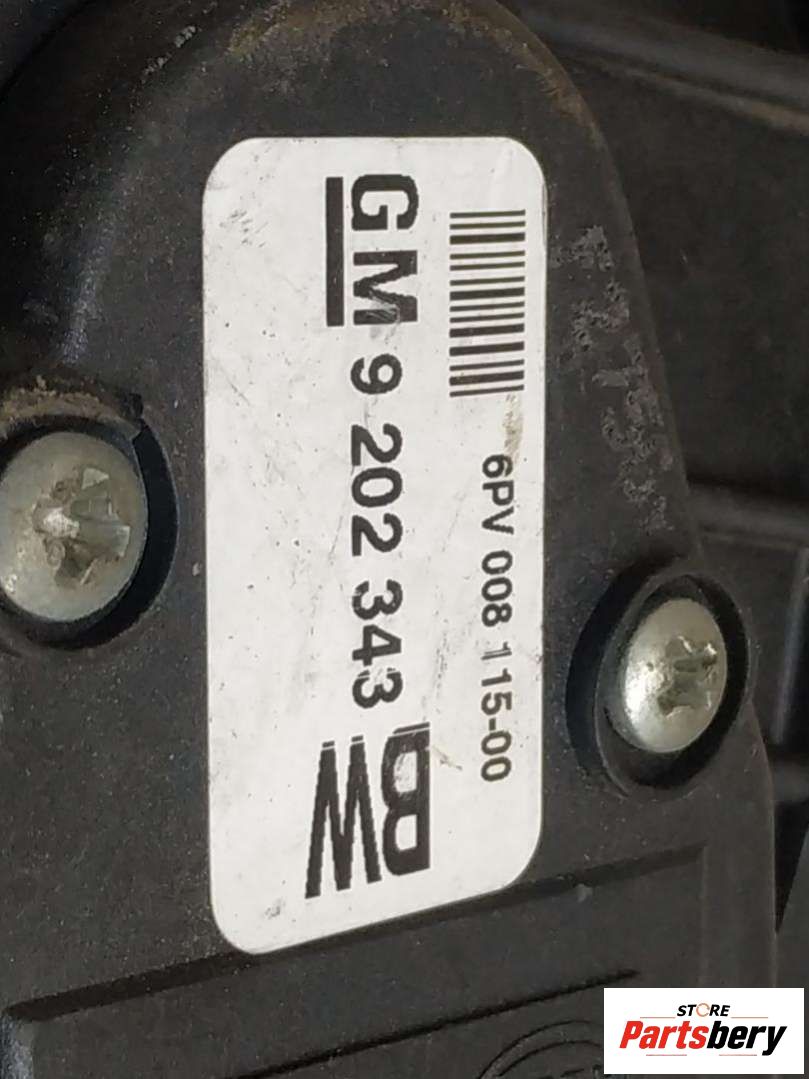 6PV 008 115-00
GM 9 202 343 BW
STORE
Partsbery